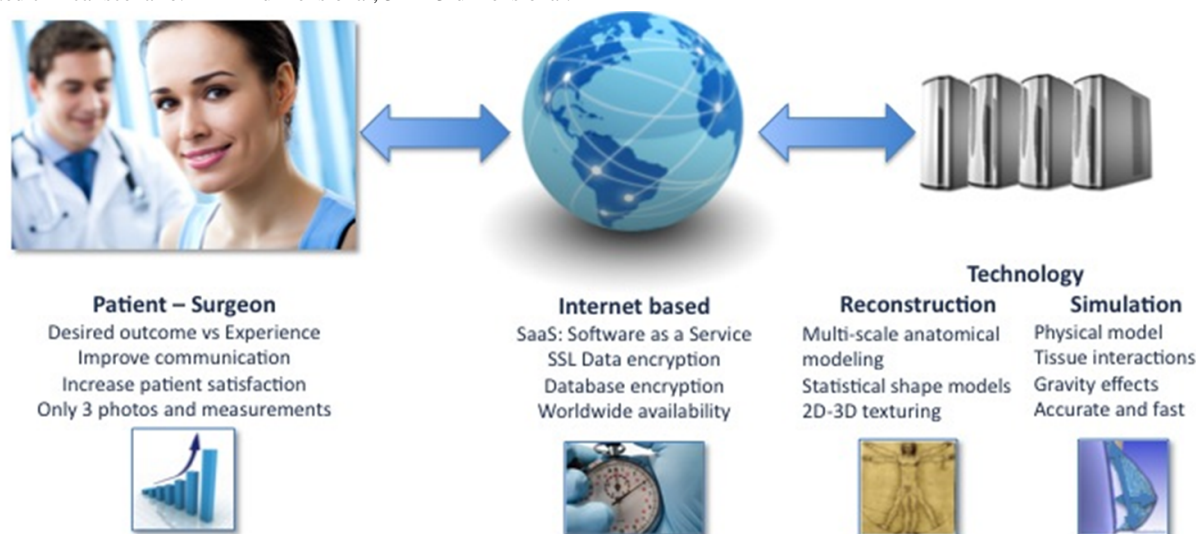 Technology
Patient – Surgeon
Desired outcome vs Experience
Improve communication
Increase patient satisfaction
Only 3 photos and measurements
Internet based
SaaS: Software as a Service
SSL Data encryption
Database encryption
Worldwide availability
Reconstruction
Multi-scale anatomical
modeling
Statistical shape models
2D-3D texturing
Simulation
Physical model
Tissue interactions
Gravity effects
Accurate and fast